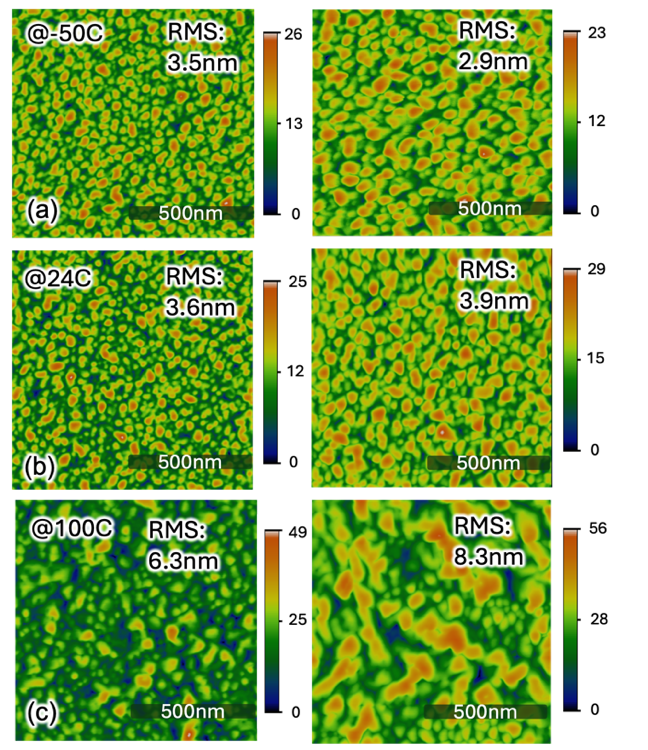 @-50C
RMS:
3.5nm
500nm
(a)
26
13
0
RMS:
2.9nm
500nm
23
12
0
@24C
RMS:
3.6nm
500nm
(b)
25
12
0
RMS:
3.9nm
500nm
29
15
0
@100C
RMS:
6.3nm
500nm
(c)
49
25
0
RMS:
8.3nm
500nm
56
28
0